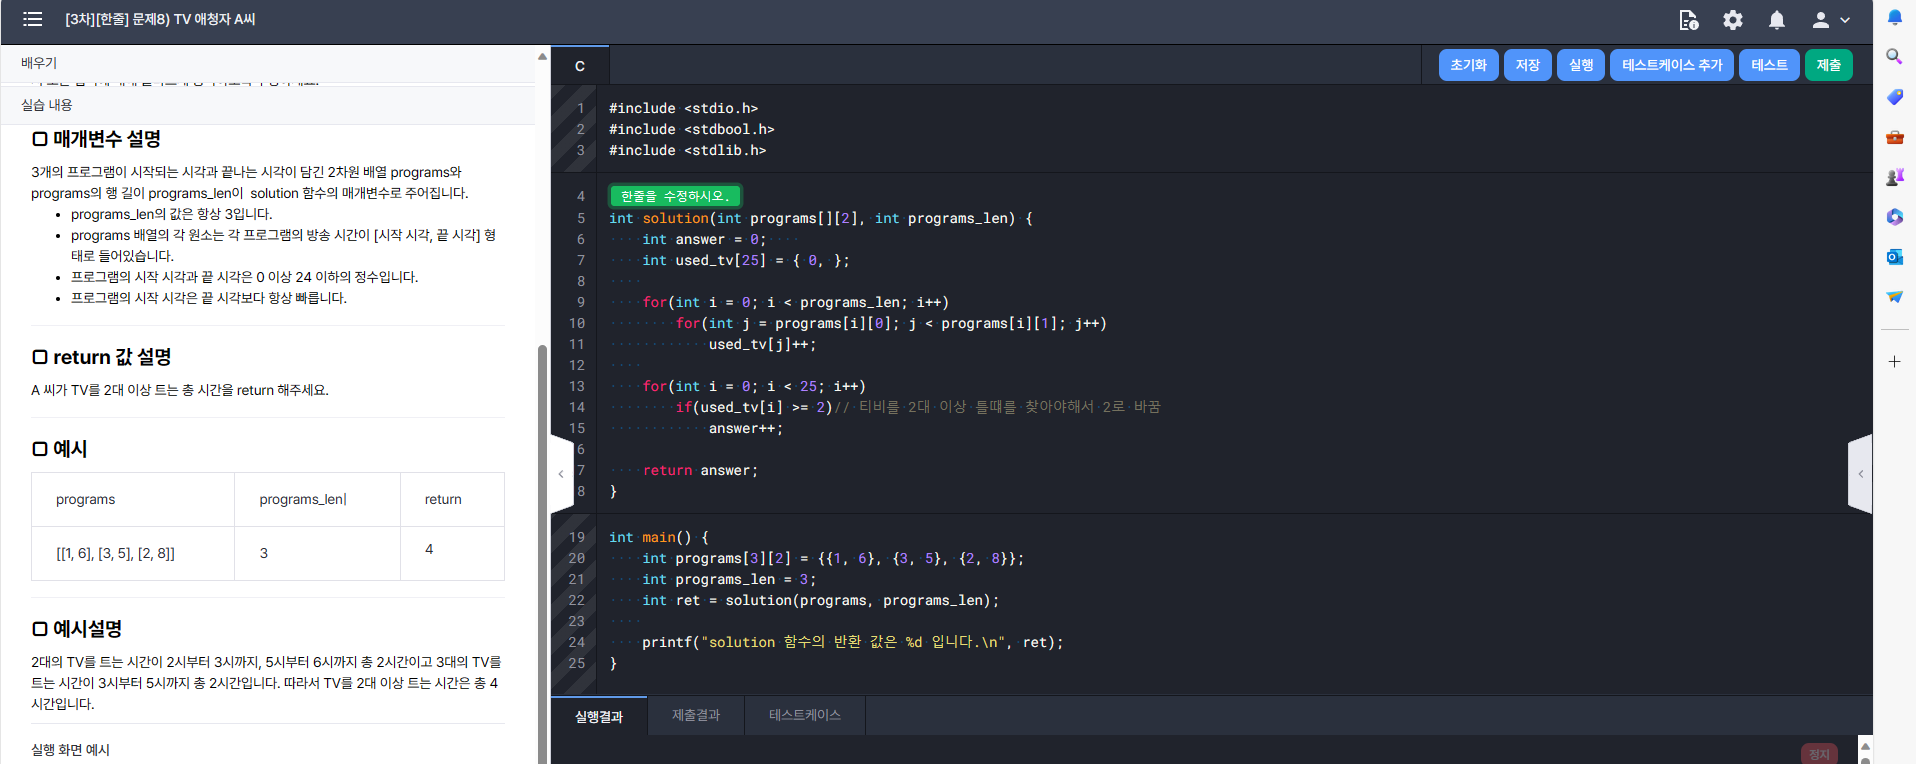 [3차][한줄] 문제8) TV 애청자 A씨
배우기
실습 내용
매개변수 설명
3개의 프로그램이 시작되는 시각과 끝나는 시각이 담긴 2차원 배열 programs와
programs의 행 길이 programs_len이 solution 함수의 매개변수로 주어집니다.
programs_len의 값은 항상 3입니다.
programs 배열의 각 원소는 각 프로그램의 방송 시간이 [시작 시각, 끝 시각] 형
태로 들어있습니다.
프로그램의 시작 시각과 끝 시각은 0 이상 24 이하의 정수입니다.
프로그램의 시작 시각은 끝 시각보다 항상 빠릅니다.
return 값 설명
A 씨가 TV를 2대 이상 트는 총 시간을 return 해주세요.
예시
programs programs_len| return
[[1, 6], [3, 5], [2, 8]] 3 4
예시설명
2대의 TV를 트는 시간이 2시부터 3시까지, 5시부터 6시까지 총 2시간이고 3대의 TV를
트는 시간이 3시부터 5시까지 총 2시간입니다. 따라서 TV를 2대 이상 트는 시간은 총 4
시간입니다.
실행 화면 예시
C
초기화 저장 실행 테스트케이스 추가 테스트 제출
1 #include <stdio.h>
2 #include <stdbool.h>
3 #include <stdlib.h>
4 한줄을 수정하시오.
5 int solution(int programs[][2], int programs_len) {
6 int answer = 0;
7 int used_tv[25] = { 0, };
8
9 for(int i = 0; i < programs_len; i++)
10 for(int j = programs[i][0]; j < programs[i][1]; j++)
11 used_tv[j]++;
12
13 for(int i = 0; i < 25; i++)
14 if(used_tv[i] >= 2)// 티비를 2대 이상 틀때를 찾아야해서 2로 바꿈
15 answer++;
6
7 return answer;
8 }
19 int main() {
20 int programs[3][2] = {{1, 6}, {3, 5}, {2, 8}};
21 int programs_len = 3;
22 int ret = solution(programs, programs_len);
23
24 printf("solution 함수의 반환 값은 %d 입니다.\n", ret);
25 }
실행결과 제출결과 테스트케이스
정지